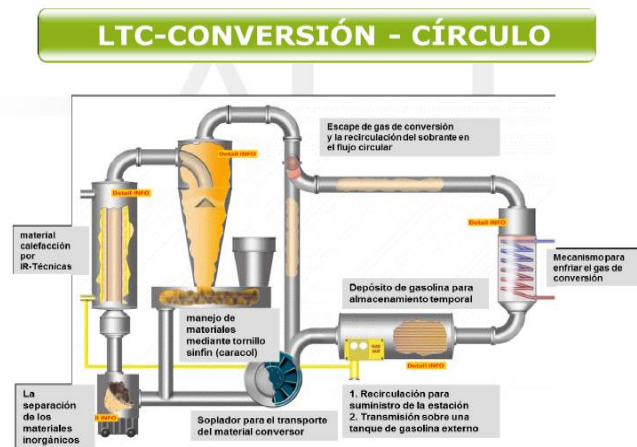 LTC-CONVERSIÓN - CÍRCULO
Escape de gas de conversión
y la recirculación del sobrante en
el flujo circular
Detail INFO
Detail INFO
Detail INFO
material
calefacción
por
IR-Técnicas
Mecanismo para
enfriar el gas de
conversión
Depósito de gasolina para
almacenamiento temporal
manejo de
materiales
mediante tornillo
sinfin (caracol)
Detail INFO
La
separación
de los
materiales
inorgánicos
INFO
Soplador para el transporte
del material conversor
1. Recirculación para
suministro de la estación
2. Transmisión sobre una
tanque de gasolina externo